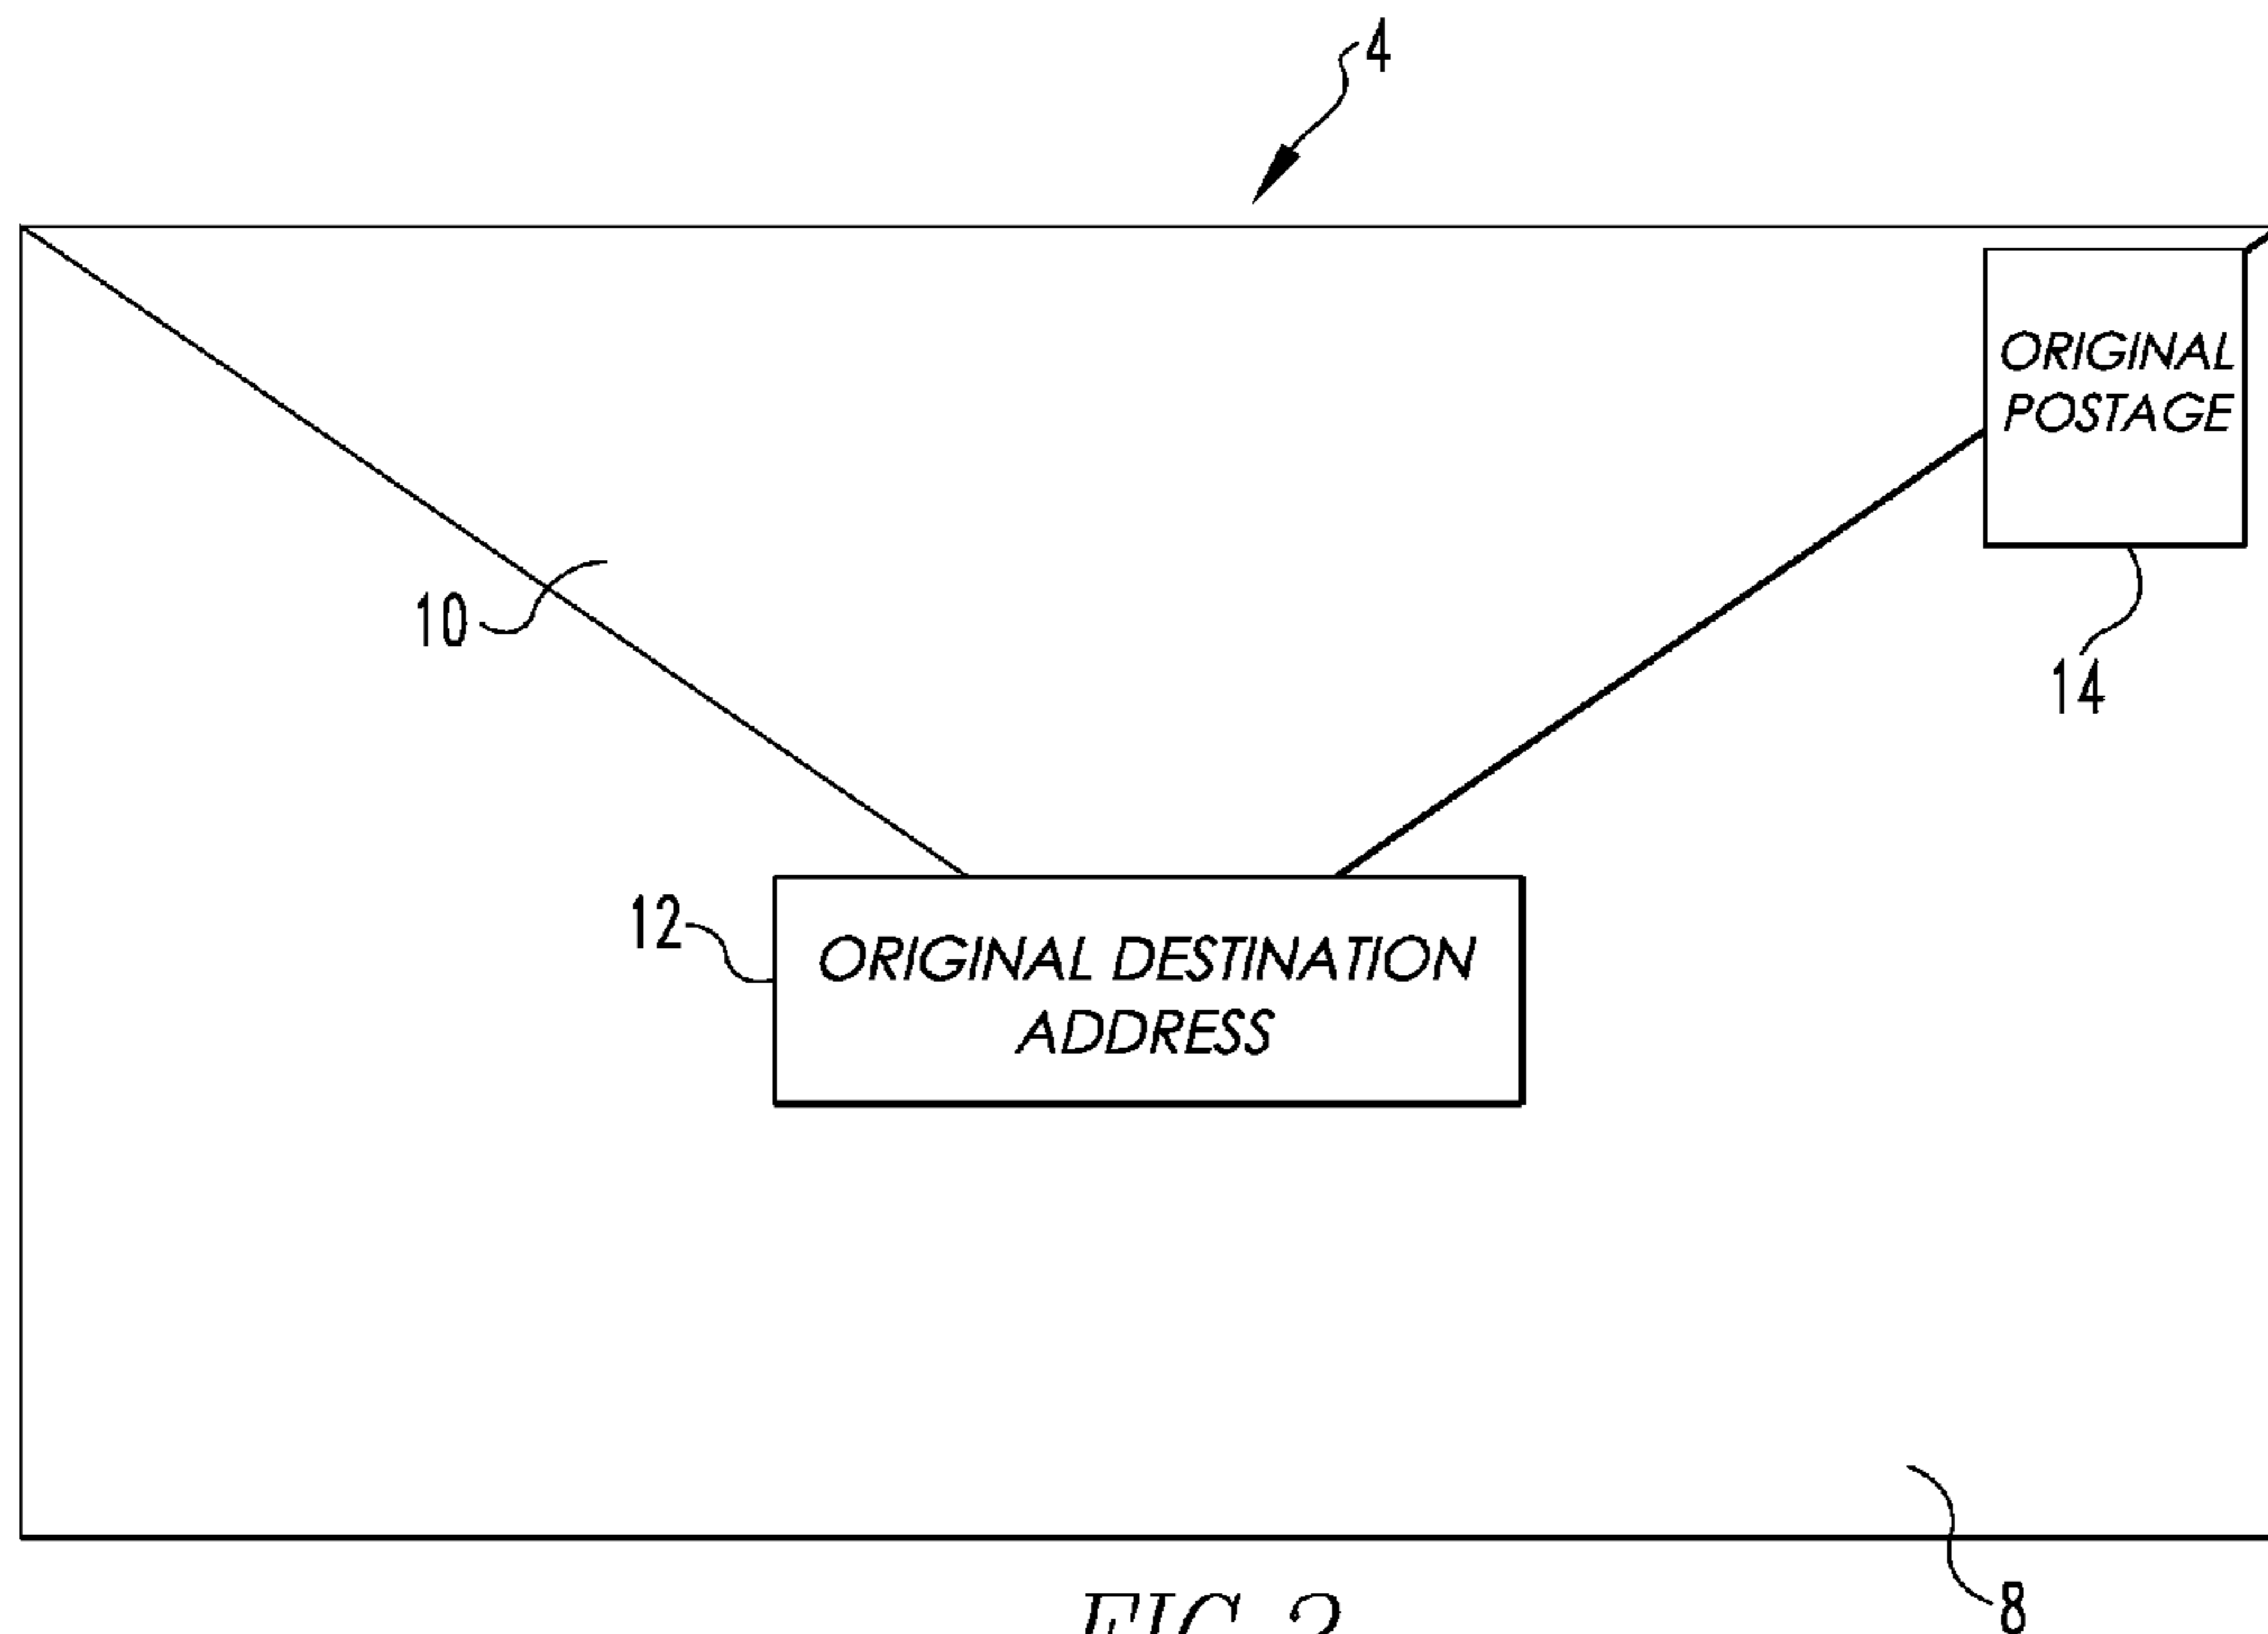 4
ORIGINAL
POSTAGE
10
14
12
ORIGINAL DESTINATION
ADDRESS
8